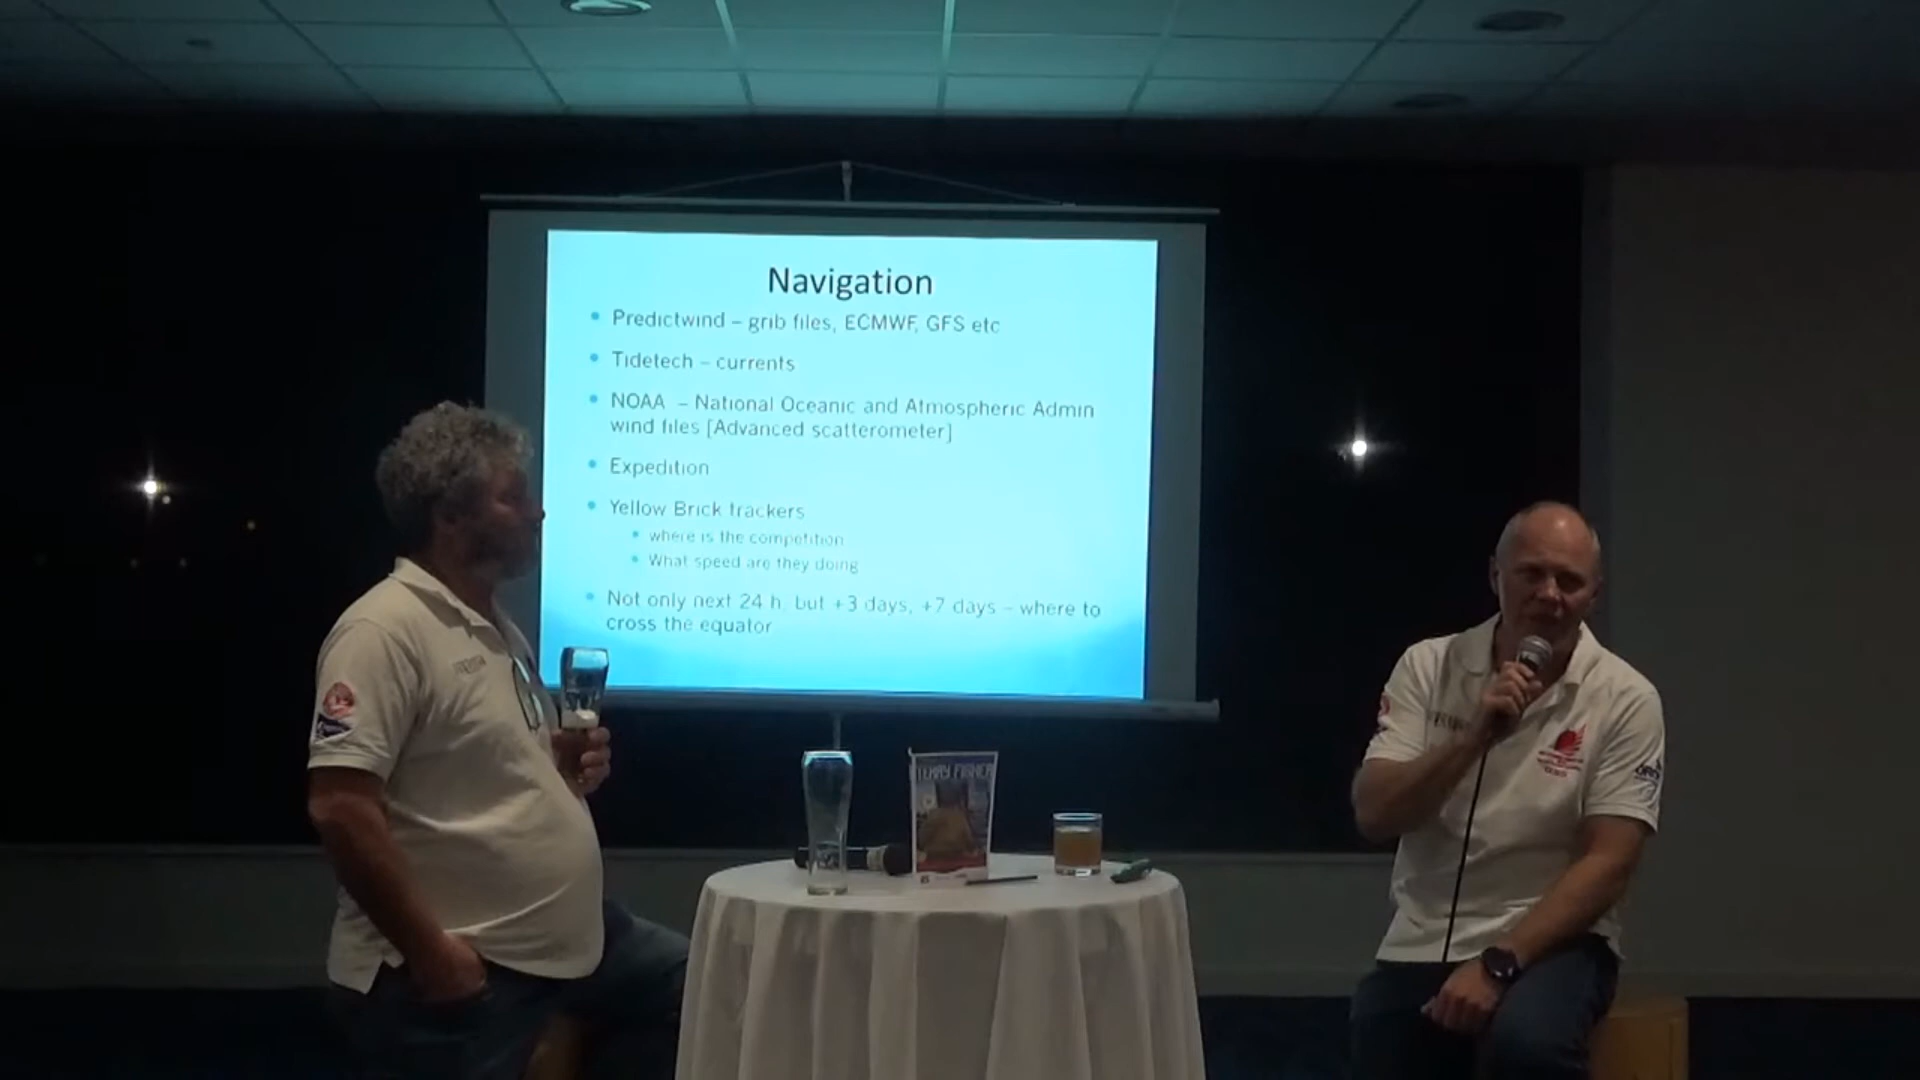 Navigation
Predictwind – grib files, ECMWF, GFS etc
Tidetech – currents
NOAA – National Oceanic and Atmospheric Admin
wind files [Advanced scatterometer]
Expedition
Yellow Brick trackers
where is the competition
What speed are they doing
Not only next 24 h, but +3 days, +7 days – where to
cross the equator
TERRY FISHER